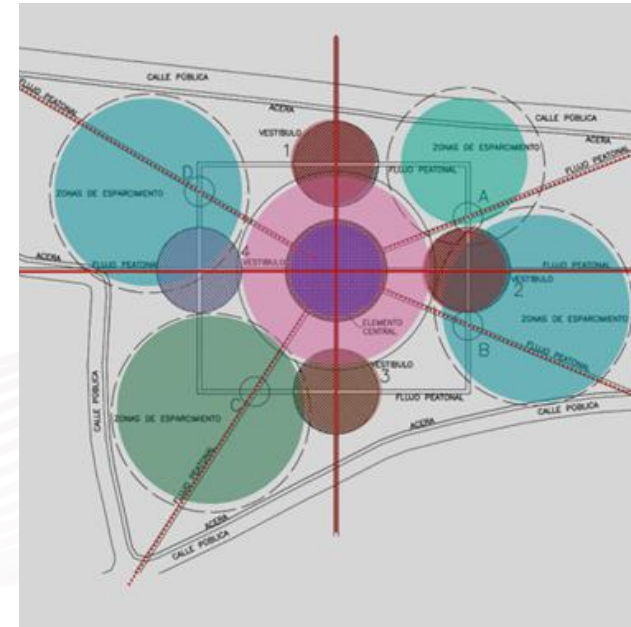 CALLE PÚBLICA
FLUJO PEATONAL
ACERA
CALLE PÚBLICA
VESTIBULO
1
ACERA
ZONAS DE ESPARCIMIENTO
FLUJO PEATONAL
FLUJO PEATONAL
D
ZONAS DE ESPARCIMIENTO
A
ACERA
4
FLUJO PEATONAL
VESTIBULO
FLUJO PEATONAL
VESTIBULO
2
ELEMENTO
CENTRAL
ZONAS DE ESPARCIMIENTO
B
FLUJO PEATONAL
VESTIBULO
3
CALLE PÚBLICA
C
FLUJO PEATONAL
CALLE PÚBLICA
ZONAS DE ESPARCIMIENTO
ACERA
FLUJO PEATONAL
ACERA
CALLE PÚBLICA